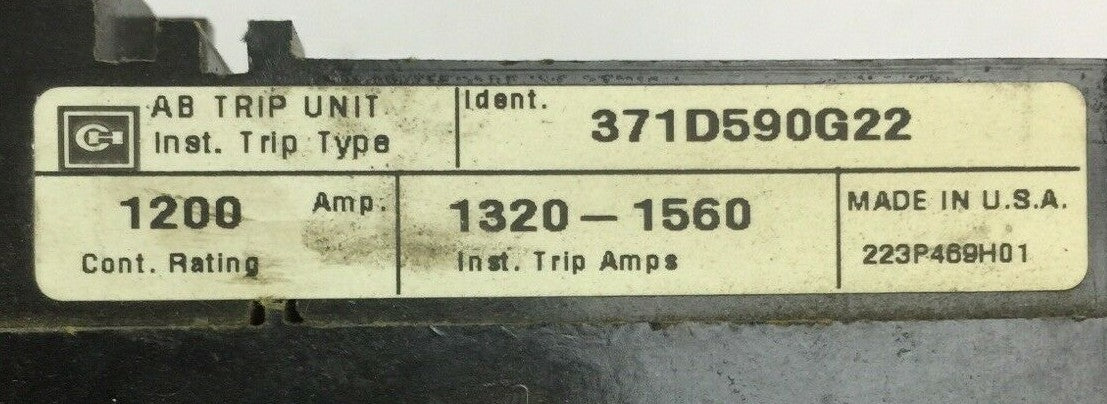 AB TRIP UNIT
Inst. Trip Type
Ident.
371D590G22
1200 Amp.
Cont. Rating
1320 – 1560
Inst. Trip Amps
MADE IN U.S.A.
223P469H01